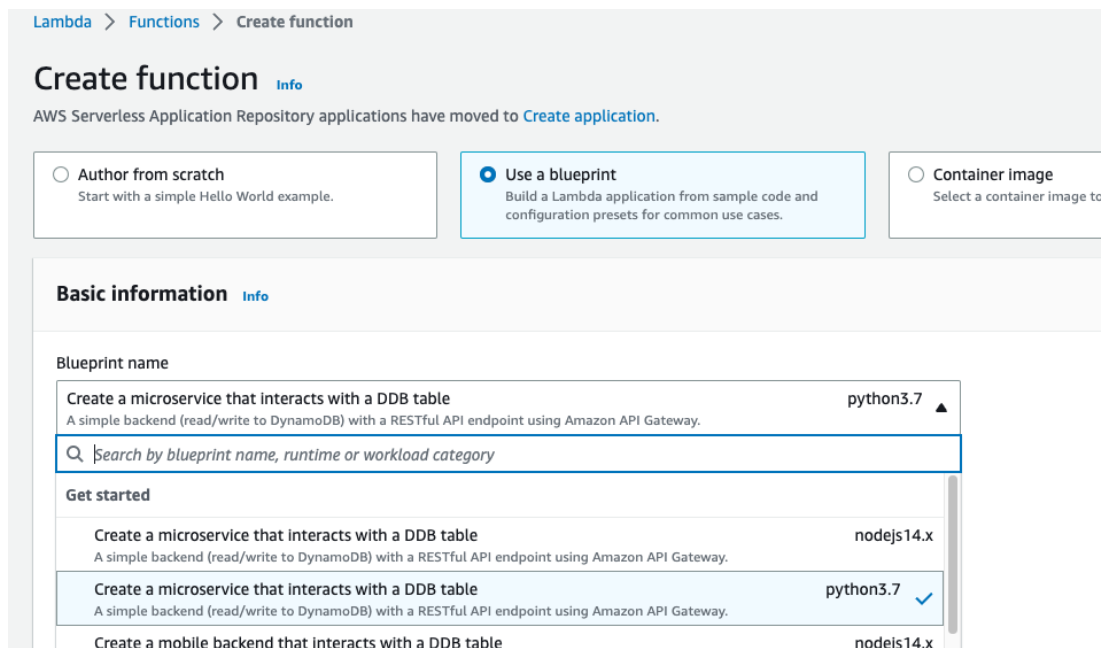 Lambda > Functions > Create function
Create function Info
AWS Serverless Application Repository applications have moved to Create application.
Author from scratch
Start with a simple Hello World example.
Use a blueprint
Build a Lambda application from sample code and
configuration presets for common use cases.
Container image
Select a container image to
Basic information Info
Blueprint name
Create a microservice that interacts with a DDB table python3.7
A simple backend (read/write to DynamoDB) with a RESTful API endpoint using Amazon API Gateway.
Search by blueprint name, runtime or workload category
Get started
Create a microservice that interacts with a DDB table nodejs14.x
A simple backend (read/write to DynamoDB) with a RESTful API endpoint using Amazon API Gateway.
Create a microservice that interacts with a DDB table python3.7
A simple backend (read/write to DynamoDB) with a RESTful API endpoint using Amazon API Gateway.
Create a mobile backend that interacts with a DDB table nodejs14.x